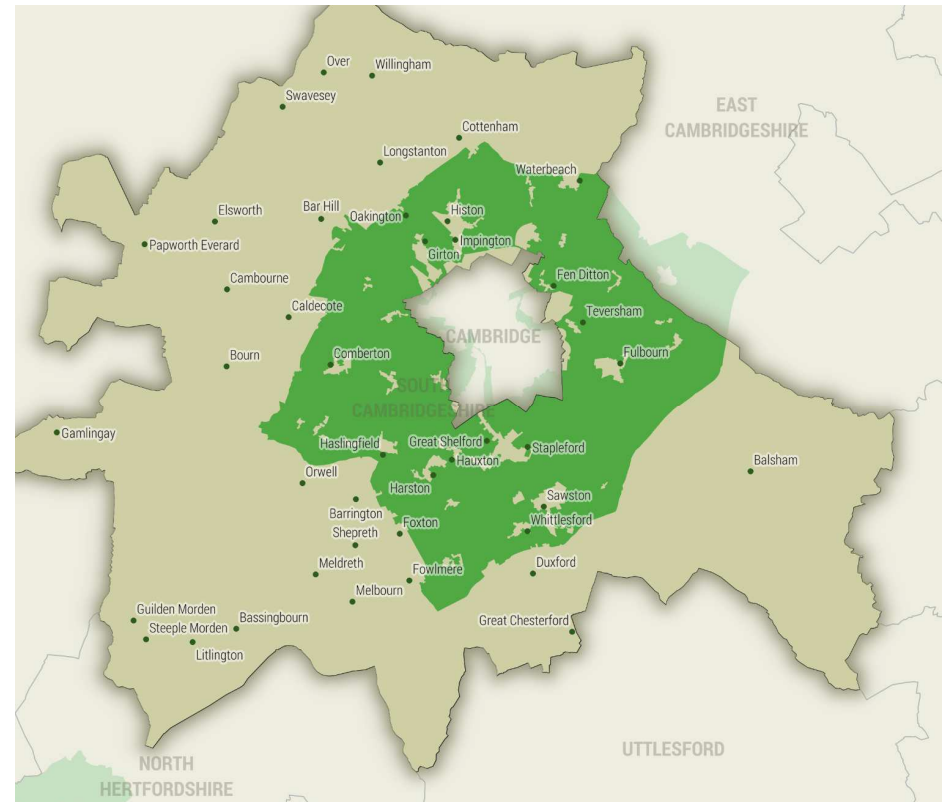 Over
Willingham
Swavesey
EAST
CAMBRIDGESHIRE
Cottenham
Longstanton
Waterbeach
Elsworth
Bar Hill
Oakington
Histon
Papworth Everard
Girton
Impington
Cambourne
Fen Ditton
Caldecote
Teversham
CAMBRIDGE
Bourn
Comberton
Fulbourn
SOUTH
CAMBRIDGESHIRE
Gamlingay
Haslingfield
Great Shelford
Stapleford
Hauxton
Orwell
Balsham
Harston
Sawston
Barrington
Foxton
Whittlesford
Shepreth
Meldreth
Fowlmere
Duxford
Melbourn
Guilden Morden
Bassingbourn
Great Chesterford
Steeple Morden
Litlington
NORTH
HERTFORDSHIRE
UTTLESFORD